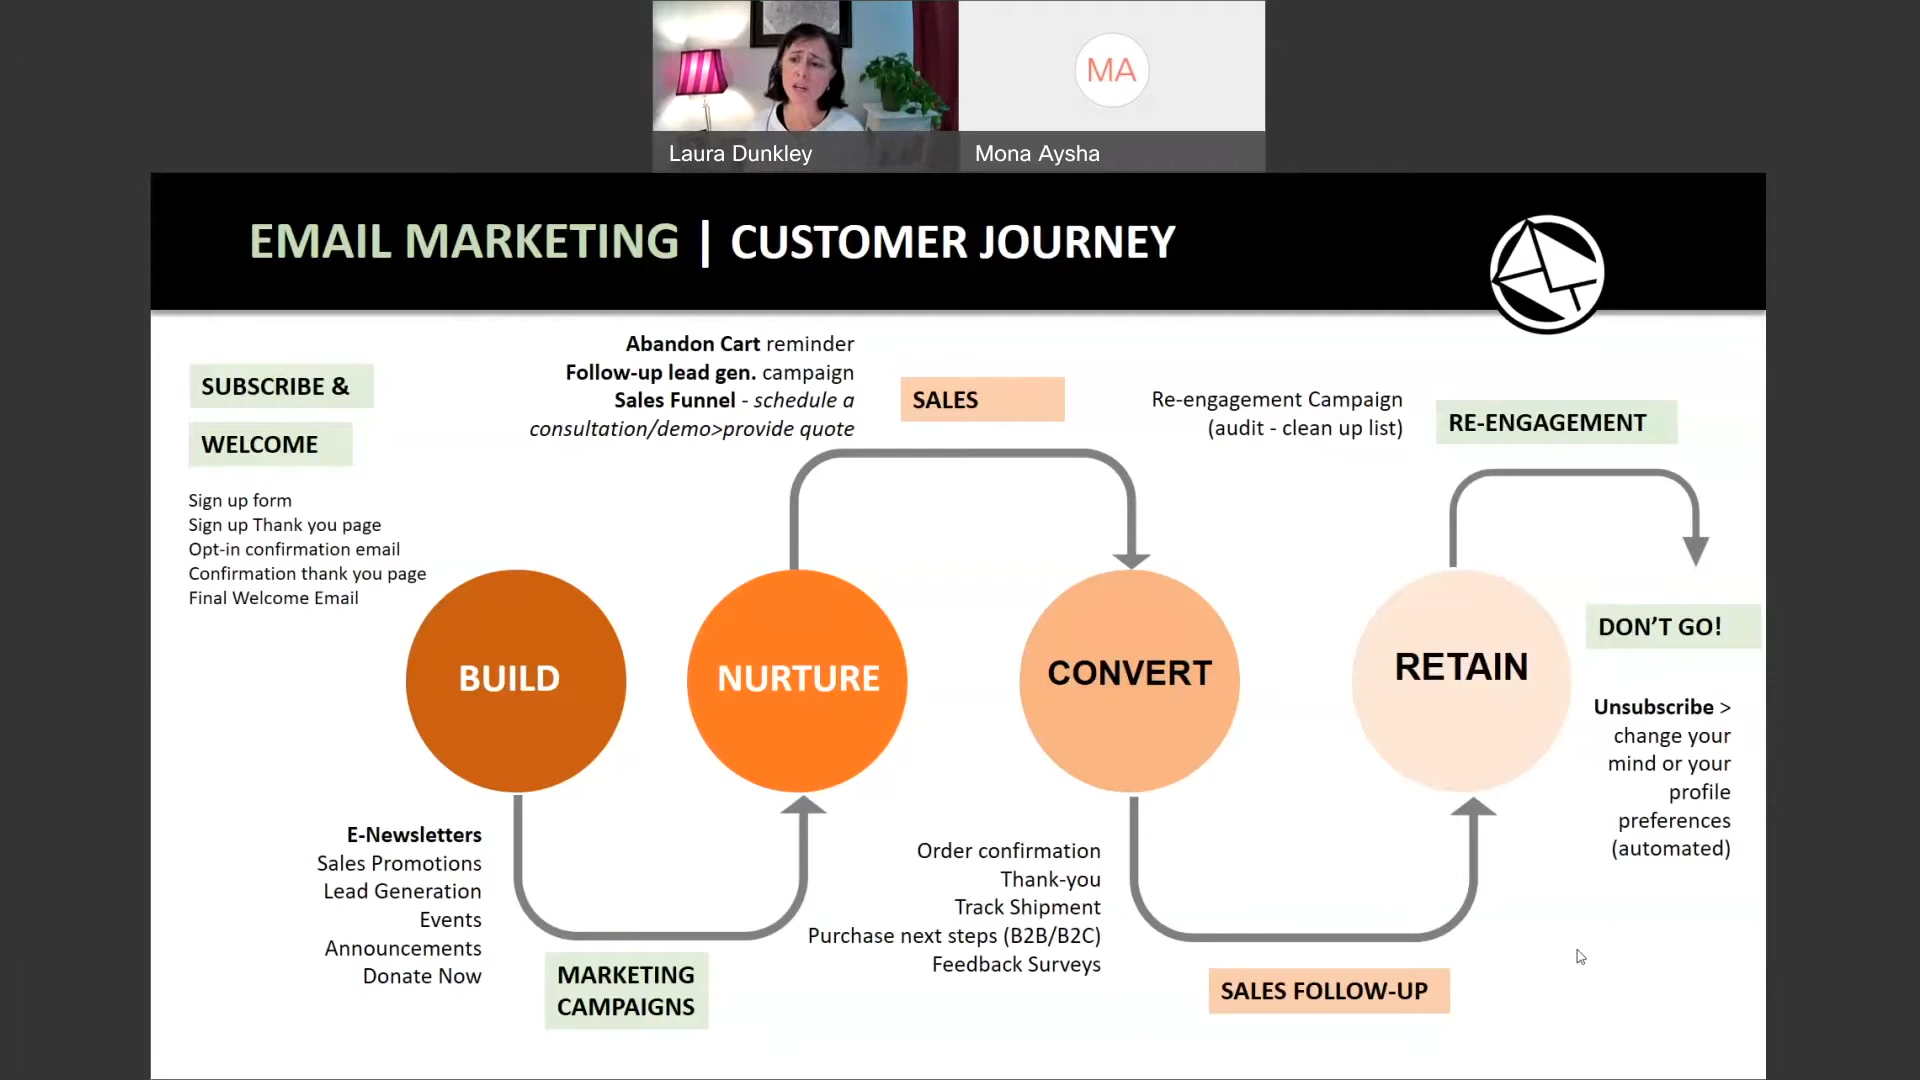 MA
Laura Dunkley
Mona Aysha
EMAIL MARKETING | CUSTOMER JOURNEY
SUBSCRIBE &
WELCOME
Sign up form
Sign up Thank you page
Opt-in confirmation email
Confirmation thank you page
Final Welcome Email
Abandon Cart reminder
Follow-up lead gen. campaign
Sales Funnel - schedule a
consultation/demo>provide quote
SALES
Re-engagement Campaign
(audit - clean up list)
RE-ENGAGEMENT
BUILD
NURTURE
CONVERT
RETAIN
DON’T GO!
Unsubscribe >
change your
mind or your
profile
preferences
(automated)
E-Newsletters
Sales Promotions
Lead Generation
Events
Announcements
Donate Now
MARKETING
CAMPAIGNS
Order confirmation
Thank-you
Track Shipment
Purchase next steps (B2B/B2C)
Feedback Surveys
SALES FOLLOW-UP